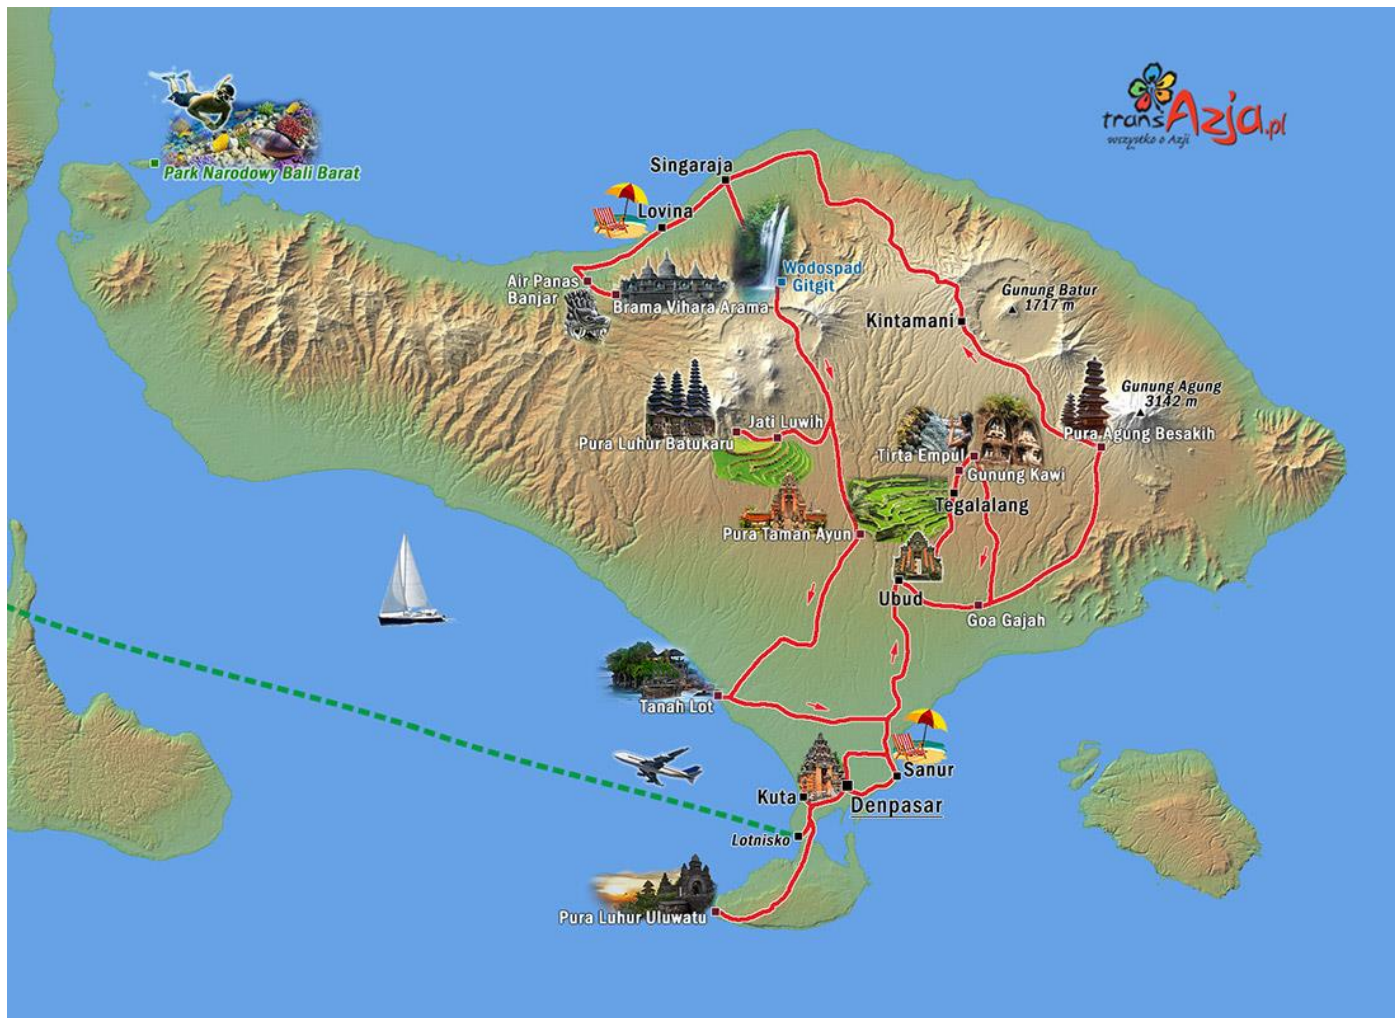 transAzja.pl
wszystko o Azji
Park Narodowy Bali Barat
Singaraja
Lovina
Air Panas
Banjar
Brama Vihara Arama
Wodospad
Gitgit
Gunung Batur
1717 m
Kintamani
Gunung Agung
3142 m
Pura Agung Besakih
Jati Luwih
Pura Luhur Batukaru
Tirta Empul
Gunung Kawi
Tegalalang
Pura Taman Ayun
Ubud
Goa Gajah
Tanah Lot
Sanur
Kuta
Denpasar
Lotnisko
Pura Luhur Uluwatu